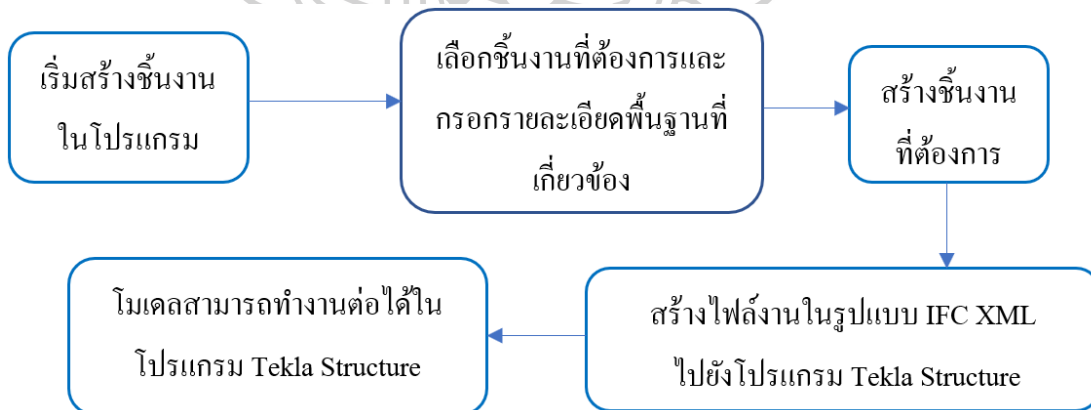 เริ่มสร้างชิ้นงาน
ในโปรแกรม
เลือกชิ้นงานที่ต้องการและ
กรอกรายละเอียดพื้นฐานที่
เกี่ยวข้อง
สร้างชิ้นงาน
ที่ต้องการ
สร้างไฟล์งานในรูปแบบ IFC XML
ไปยังโปรแกรม Tekla Structure
โมเดลสามารถทำงานต่อได้ใน
โปรแกรม Tekla Structure